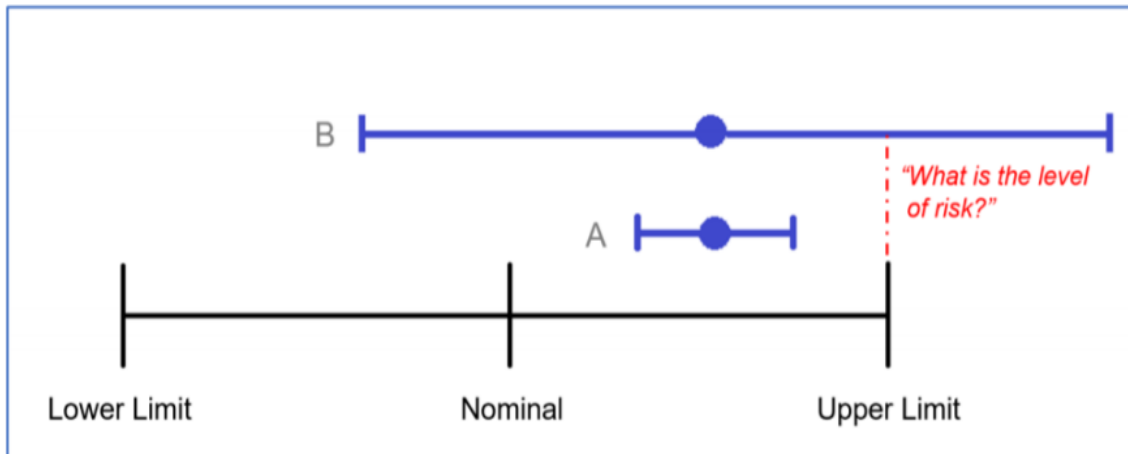 B
“What is the level
of risk?”
A
Lower Limit
Nominal
Upper Limit